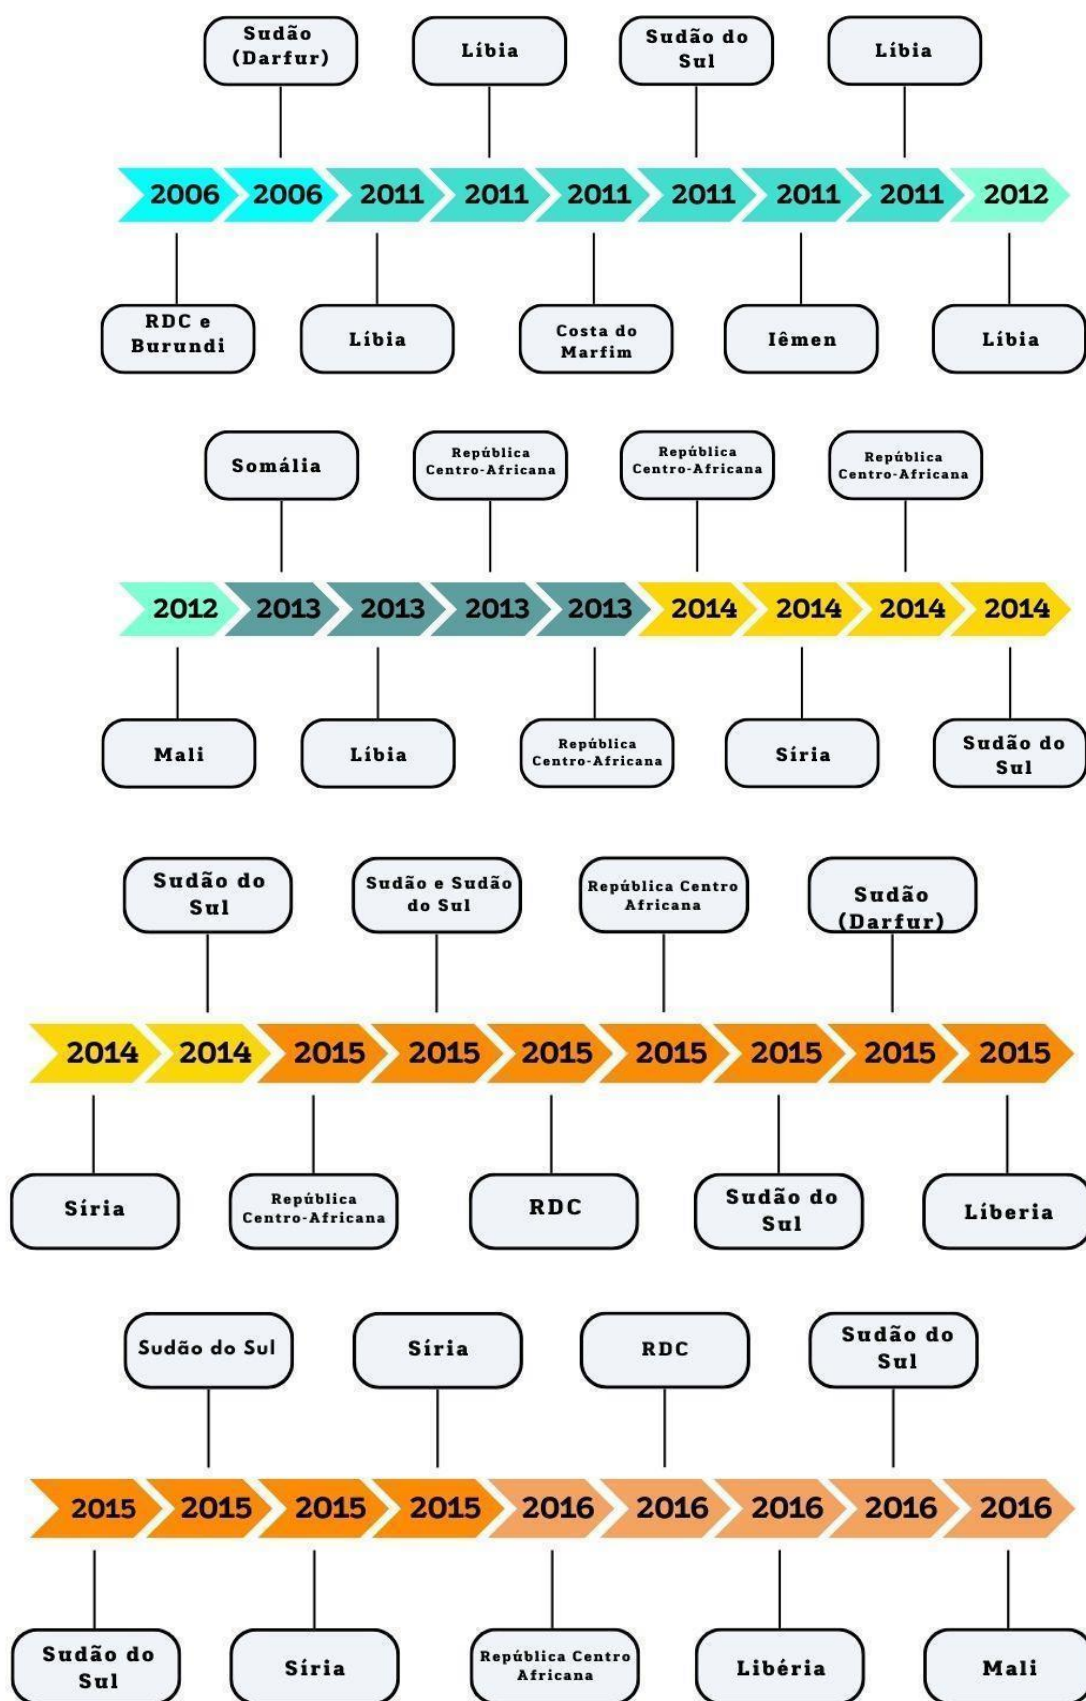 Sudão
(Darfur)
Líbia
Sudão do
Sul
Líbia
2006 2006 2011 2011 2011 2011 2011 2011 2012
RDC e
Burundi
Líbia
Costa do
Marfim
Iêmen
Líbia
Somália
República
Centro-Africana
República
Centro-Africana
República
Centro-Africana
2012 2013 2013 2013 2013 2014 2014 2014 2014
Mali
Líbia
República
Centro-Africana
Síria
Sudão do
Sul
Sudão do
Sul
Sudão e Sudão
do Sul
República Centro
Africana
Sudão
(Darfur)
2014 2014 2015 2015 2015 2015 2015 2015 2015
Síria
República
Centro-Africana
RDC
Sudão do
Sul
Líberia
Sudão do Sul
Síria
RDC
Sudão do
Sul
2015 2015 2015 2015 2016 2016 2016 2016 2016
Sudão do
Sul
Síria
República Centro
Africana
Libéria
Mali